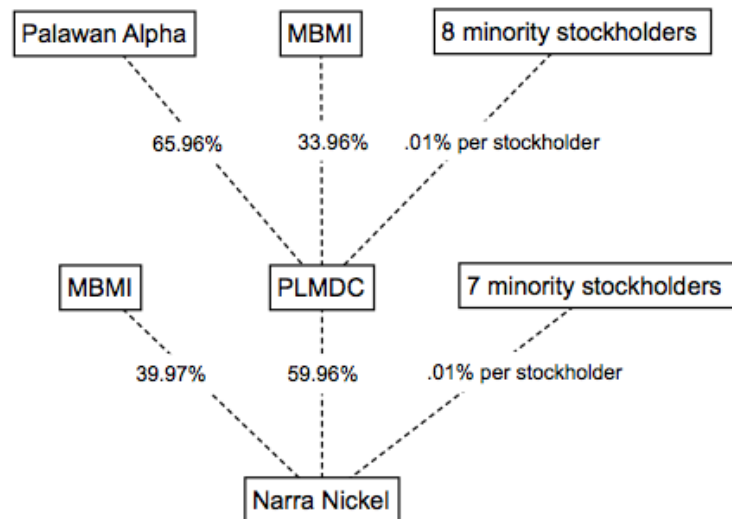 Palawan Alpha
MBMI
8 minority stockholders
65.96%
33.96%
.01% per stockholder
MBMI
PLMDC
7 minority stockholders
39.97%
59.96%
.01% per stockholder
Narra Nickel